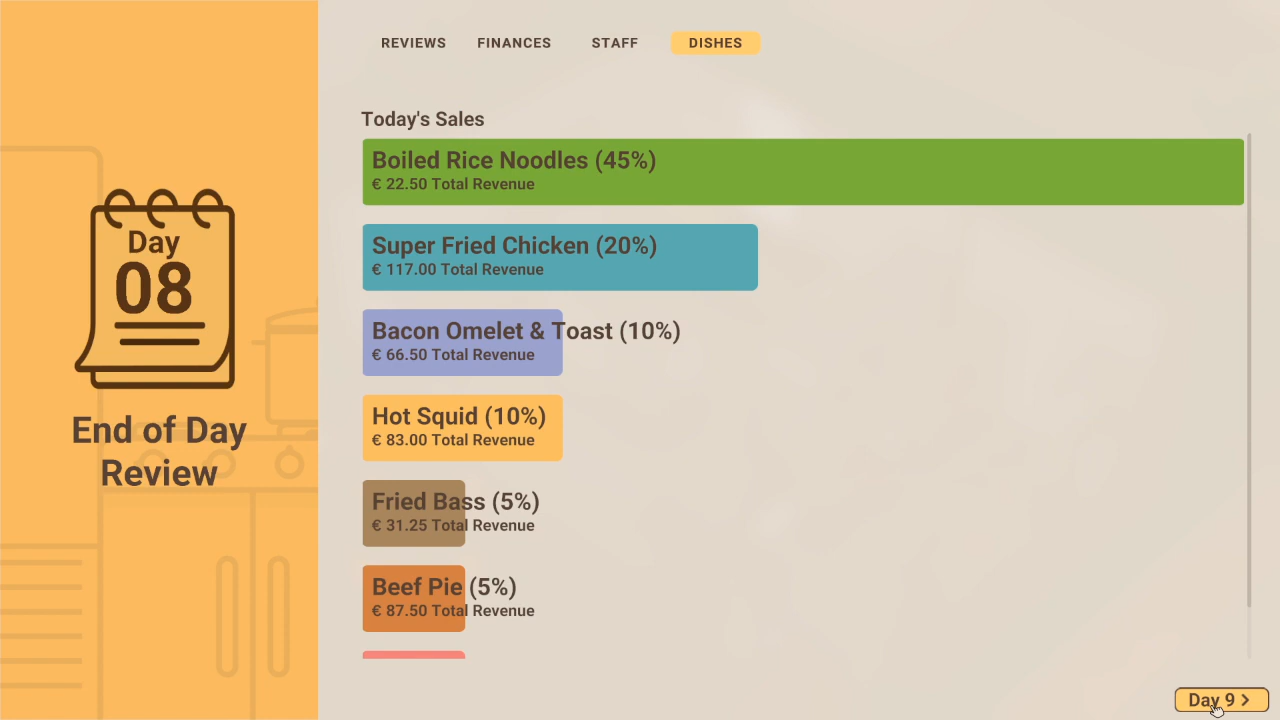 REVIEWS FINANCES STAFF DISHES
Today's Sales
Boiled Rice Noodles (45%)
€ 22.50 Total Revenue
Super Fried Chicken (20%)
€ 117.00 Total Revenue
Bacon Omelet & Toast (10%)
€ 66.50 Total Revenue
Hot Squid (10%)
€ 83.00 Total Revenue
Fried Bass (5%)
€ 31.25 Total Revenue
Beef Pie (5%)
€ 87.50 Total Revenue
Day
08
End of Day
Review
Day 9 >